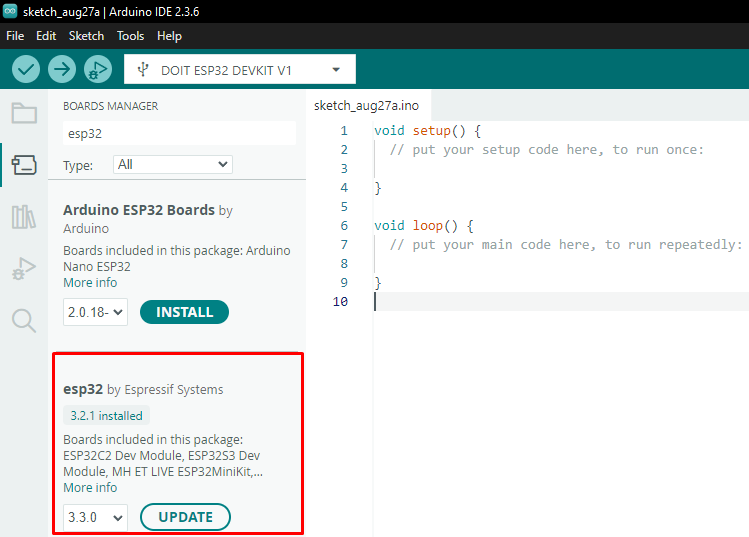 sketch_aug27a | Arduino IDE 2.3.6
File Edit Sketch Tools Help
DOIT ESP32 DEVKIT V1
BOARDS MANAGER
esp32
Type: All
Arduino ESP32 Boards by
Arduino
Boards included in this package: Arduino
Nano ESP32
More info
2.0.18- INSTALL
esp32 by Espressif Systems
3.2.1 installed
Boards included in this package:
ESP32C2 Dev Module, ESP32S3 Dev
Module, MH ET LIVE ESP32MiniKit,...
More info
3.3.0 UPDATE
sketch_aug27a.ino
1 void setup() {
2 // put your setup code here, to run once:
3
4 }
5
6 void loop() {
7 // put your main code here, to run repeatedly:
8
9 }
10